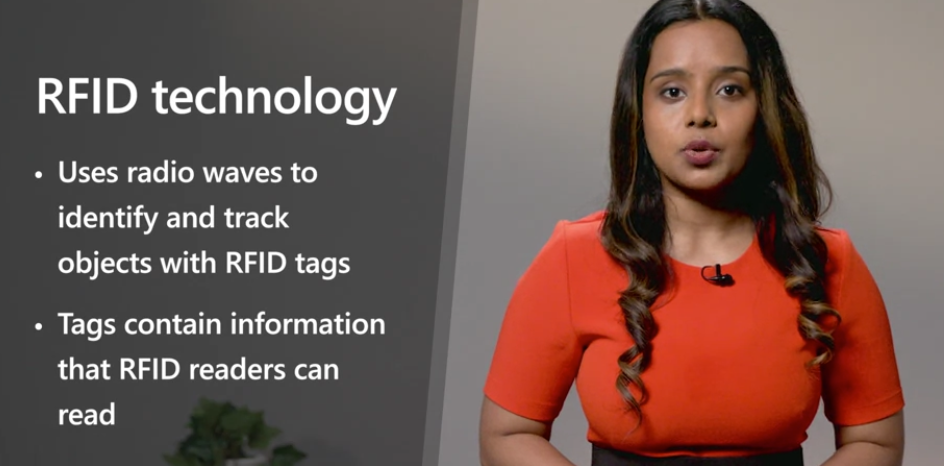 RFID technology
• Uses radio waves to
identify and track
objects with RFID tags
• Tags contain information
that RFID readers can
read